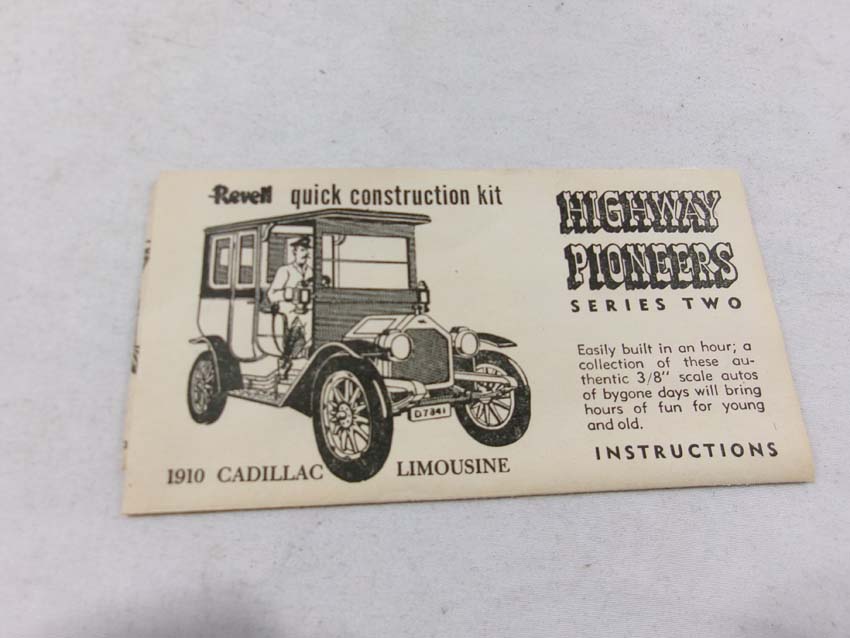 Revell quick construction kit
HIGHWAY
PIONEERS
SERIES TWO
Easily built in an hour; a
collection of these au-
thentic 3/8" scale autos
of bygone days will bring
hours of fun for young
and old.
INSTRUCTIONS
D7341
1910 CADILLAC LIMOUSINE